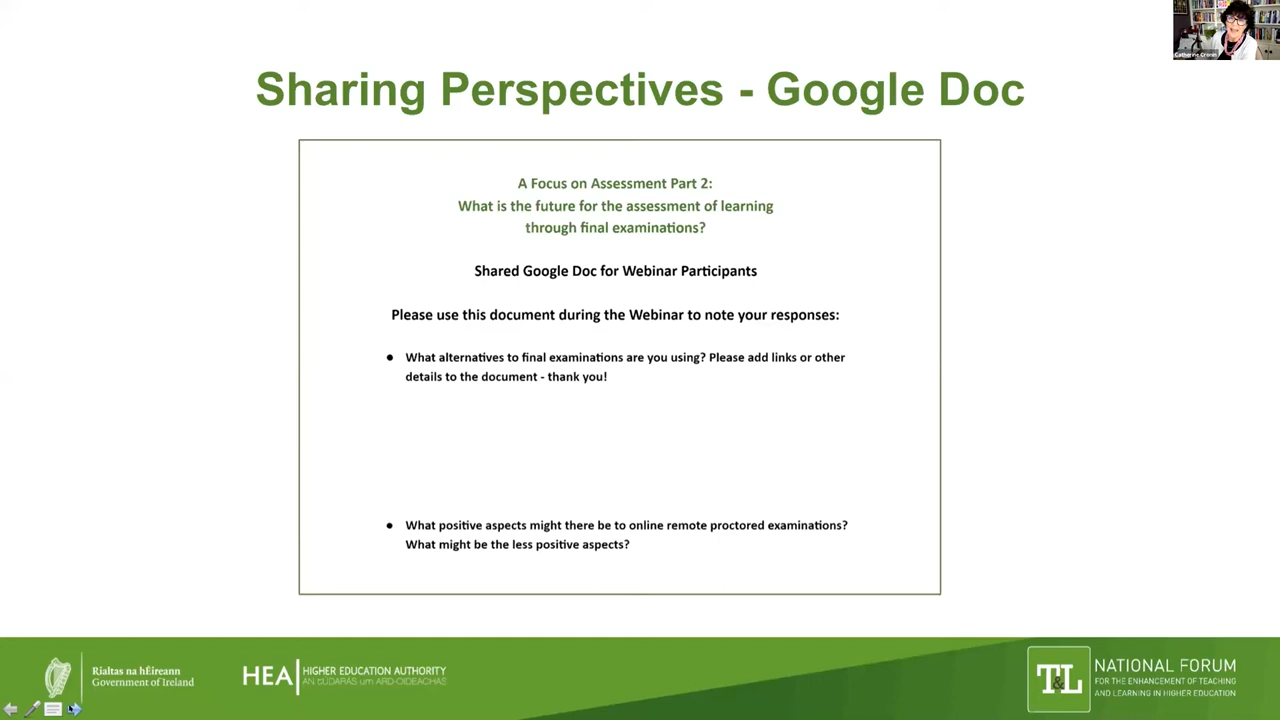 Catherine Cronin
Sharing Perspectives - Google Doc
A Focus on Assessment Part 2:
What is the future for the assessment of learning
through final examinations?
Shared Google Doc for Webinar Participants
Please use this document during the Webinar to note your responses:
● What alternatives to final examinations are you using? Please add links or other
details to the document - thank you!
● What positive aspects might there be to online remote proctored examinations?
What might be the less positive aspects?
Rialtas na hÉireann
Government of Ireland
HEA
HIGHER EDUCATION AUTHORITY
AN tÚDARÁS um ARD-OIDEACHAS
T&L
NATIONAL FORUM
FOR THE ENHANCEMENT OF TEACHING
AND LEARNING IN HIGHER EDUCATION